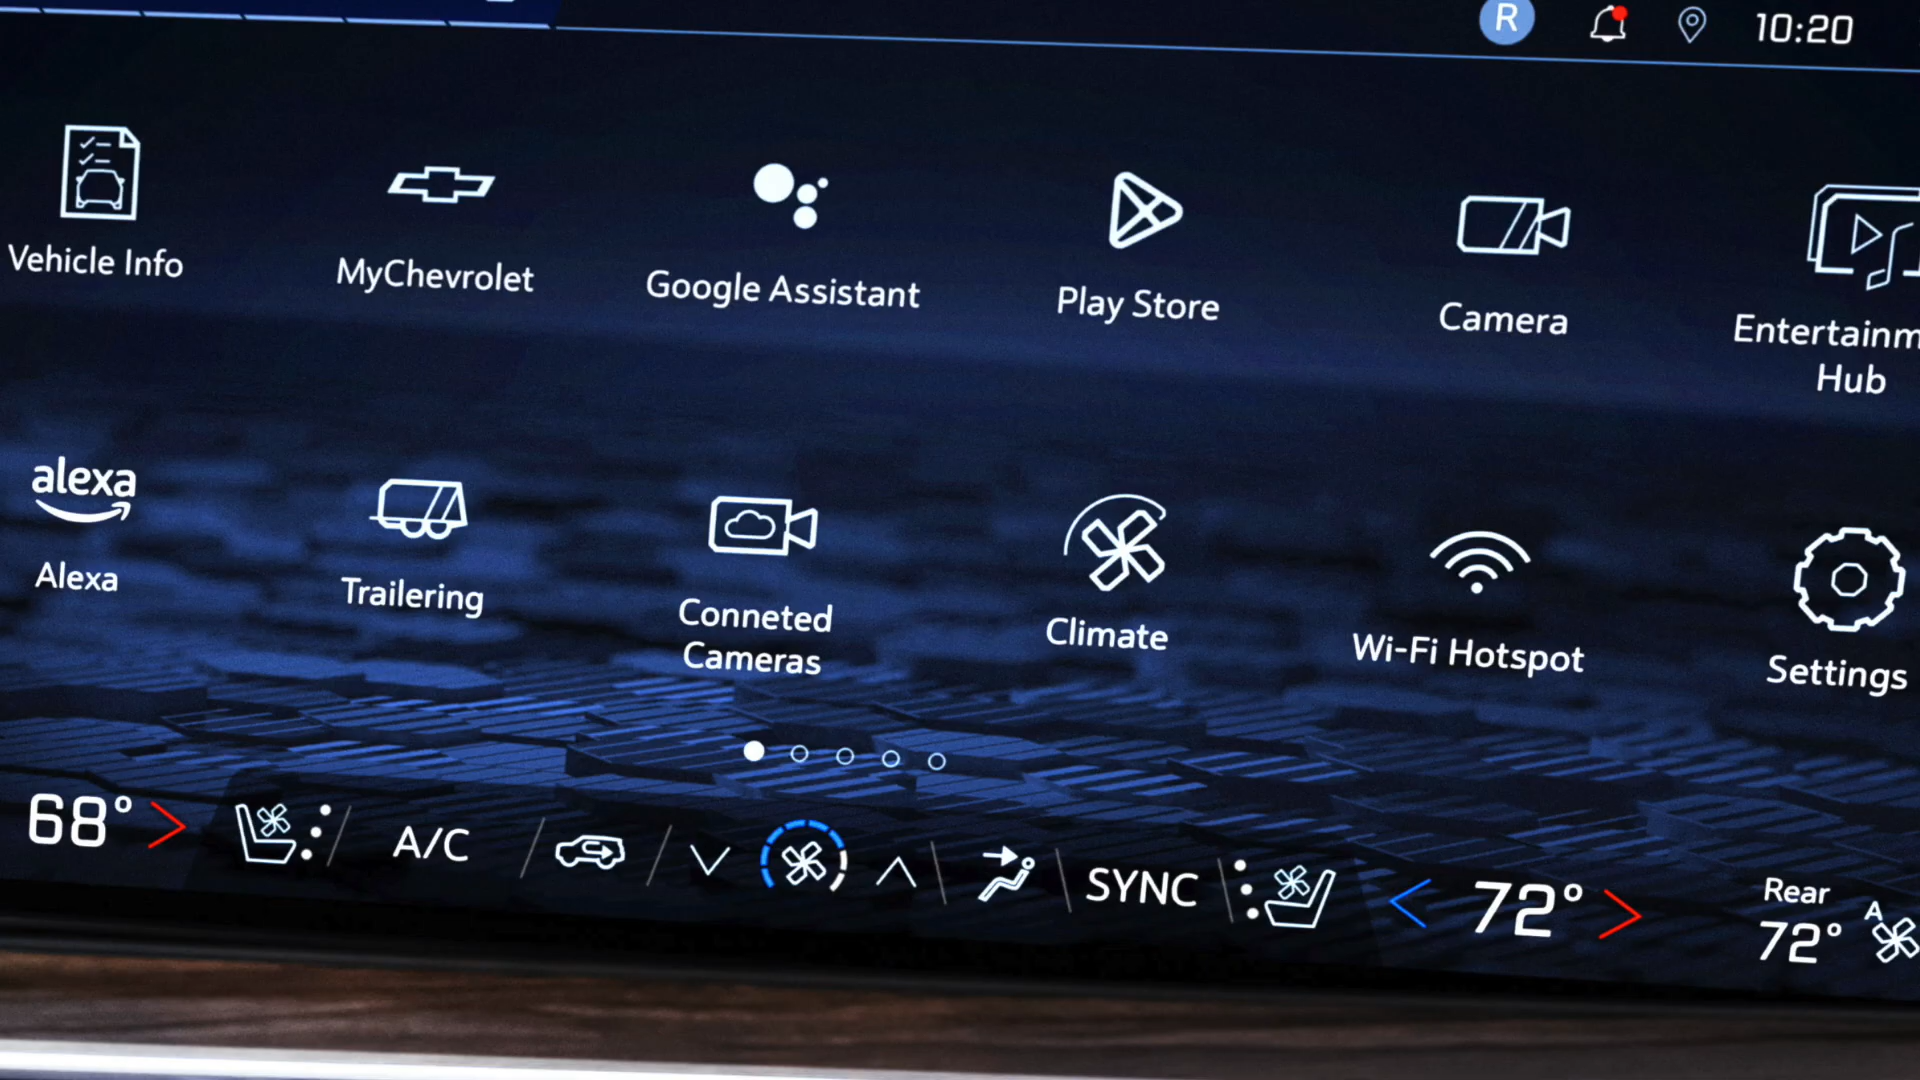 R 10:20
Vehicle Info
MyChevrolet
Google Assistant
Play Store
Camera
Entertainm
Hub
alexa
Alexa
Trailering
Conneted
Cameras
Climate
Wi-Fi Hotspot
Settings
68° A/C SYNC 72°
Rear
72° A